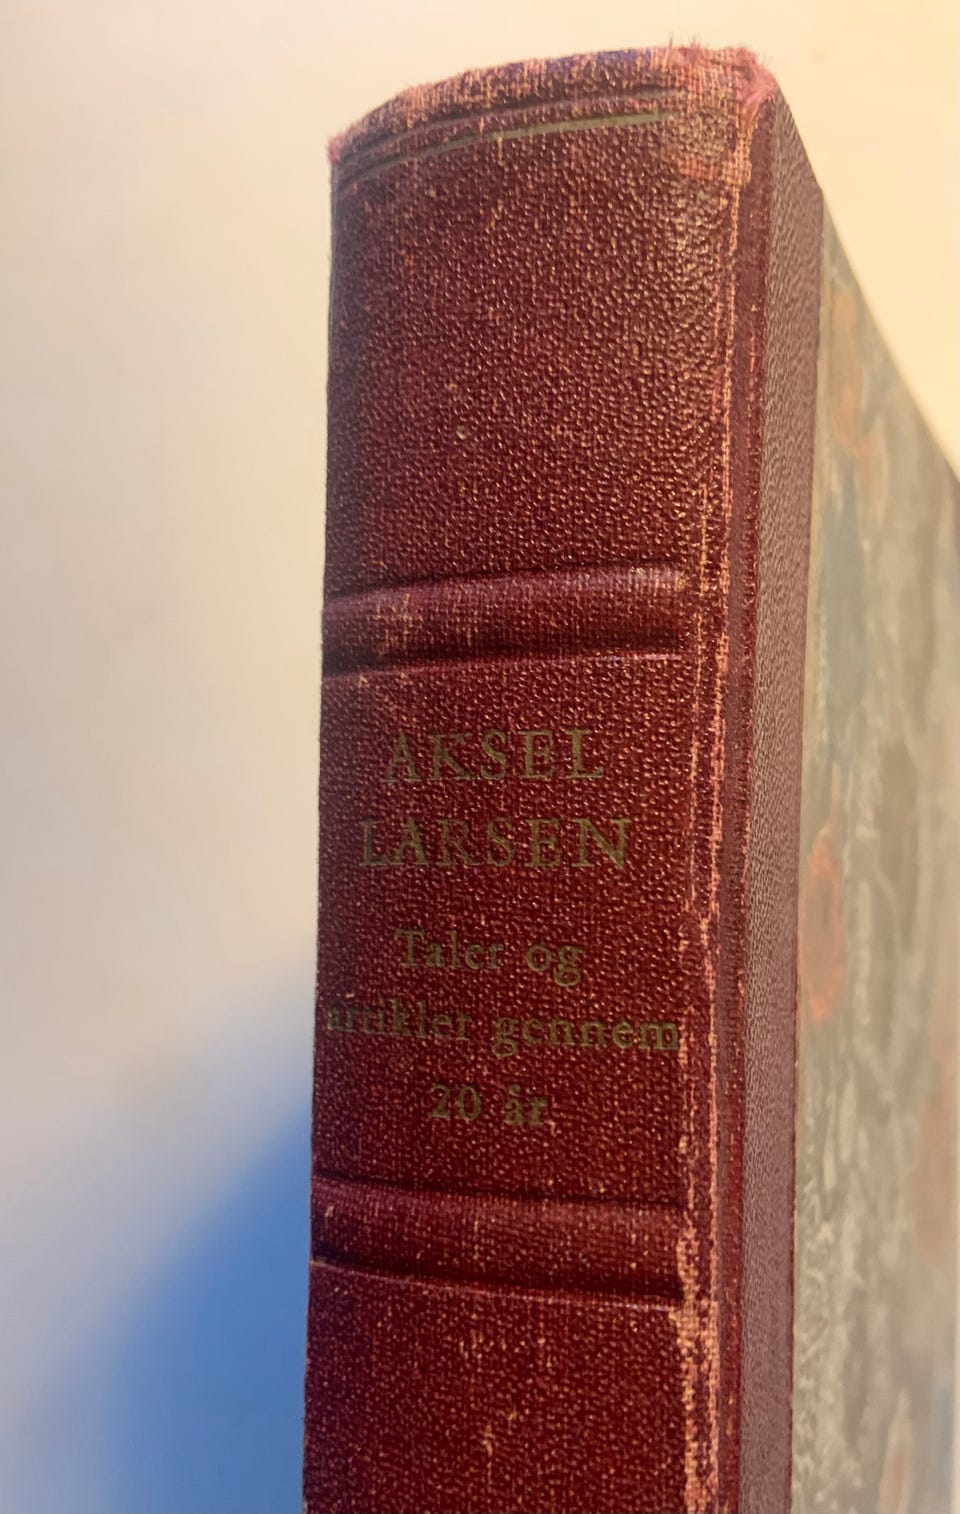 AKSEL
LARSEN
Taler og
artikler gennem
20 år